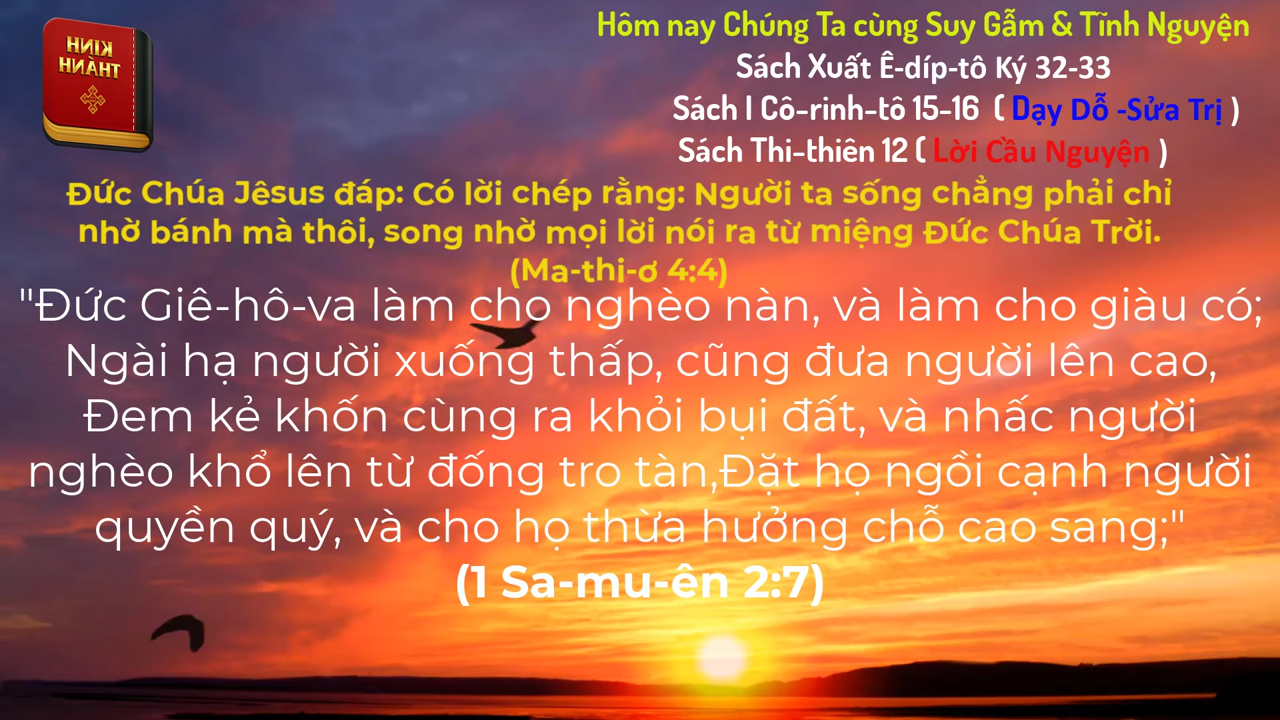 KINH
THÀNH
Hôm nay Chúng Ta cùng Suy Gẫm & Tĩnh Nguyện
Sách Xuất Ê-díp-tô Ký 32-33
Sách I Cô-rinh-tô 15-16 ( Dạy Dỗ -Sửa Trị )
Sách Thi-thiên 12 ( Lời Cầu Nguyện )
Đức Chúa Jêsus đáp: Có lời chép rằng: Người ta sống chẳng phải chỉ
nhờ bánh mà thôi, song nhờ mọi lời nói ra từ miệng Đức Chúa Trời.
(Ma-thi-ơ 4:4)
"Đức Giê-hô-va làm cho nghèo nàn, và làm cho giàu có;
Ngài hạ người xuống thấp, cũng đưa người lên cao,
Đem kẻ khốn cùng ra khỏi bụi đất, và nhấc người
nghèo khổ lên từ đống tro tàn,Đặt họ ngồi cạnh người
quyền quý, và cho họ thừa hưởng chỗ cao sang;"
(1 Sa-mu-ên 2:7)